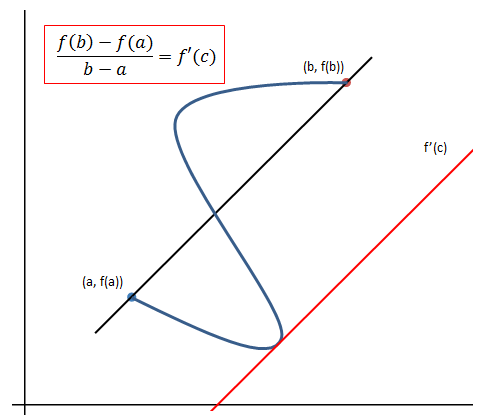 f(b) − f(a)
b − a
= f′(c)
(b, f(b))
f′(c)
(a, f(a))